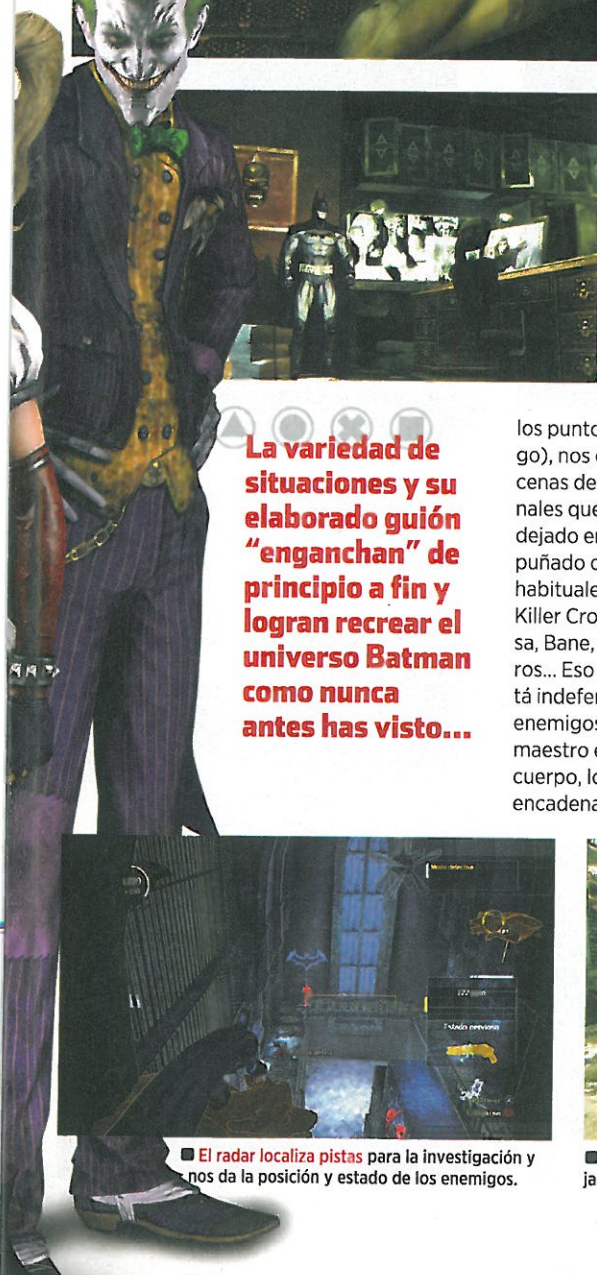 La variedad de
situaciones y su
elaborado guión
“enganchan” de
principio a fin y
logran recrear el
universo Batman
como nunca
antes has visto...
los punto
go), nos
cenas de
nales que
dejado en
puñado
habituale
Killer Cro
sa, Bane,
ros... Eso
tá indefen
enemigos
maestro
cuerpo, lo
encadena
Modo detective
Estado nervioso
■ El radar localiza pistas para la investigación y
nos da la posición y estado de los enemigos.
■
ja